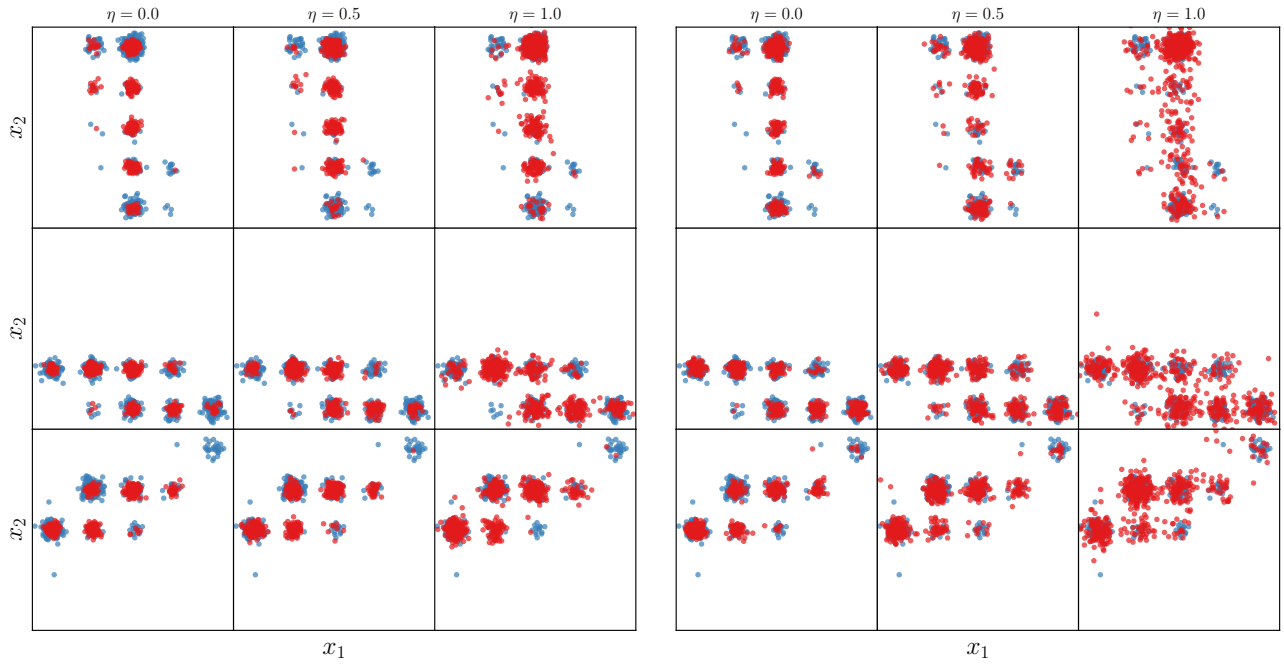 η = 0.0 η = 0.5 η = 1.0 η = 0.0 η = 0.5 η = 1.0
x₂
x₂
x₂
x₁ x₁